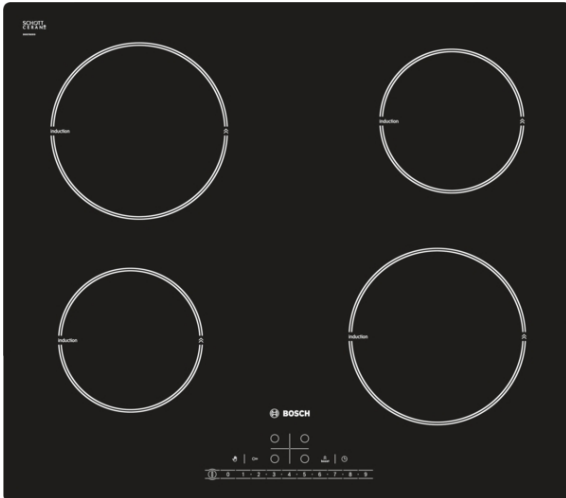 SCHOTT
CERAN®
induction
induction
induction
induction
BOSCH
0 1 · 2 · 3 · 4 · 5 · 6 · 7 · 8 · 9